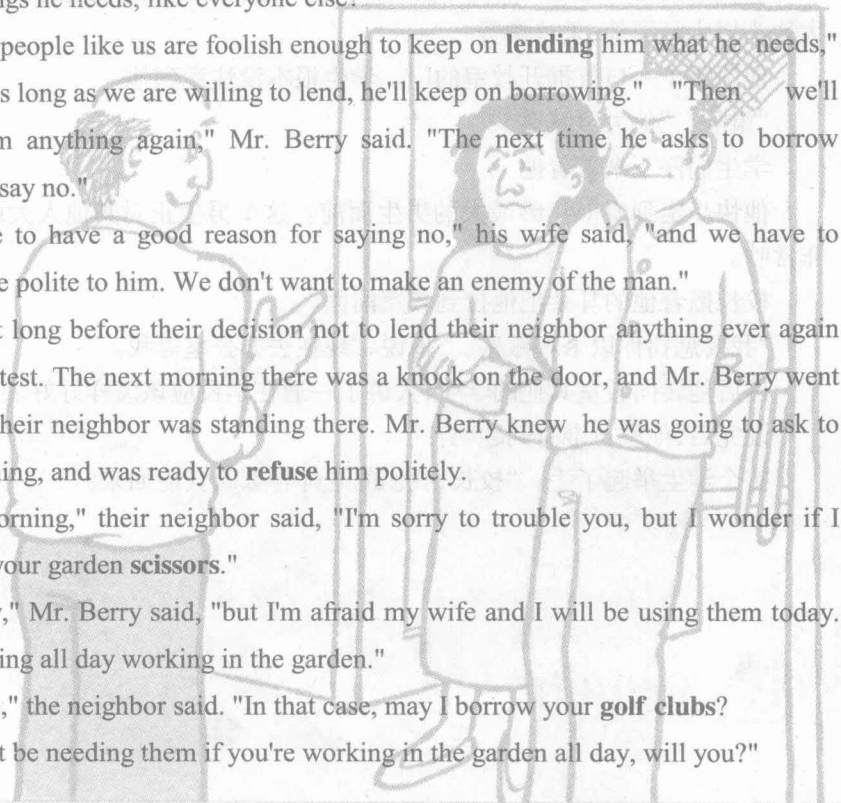 ngs he needs, like everyone else?
people like us are foolish enough to keep on lending him what he needs,"
s long as we are willing to lend, he'll keep on borrowing." "Then we'll
m anything again," Mr. Berry said. "The next time he asks to borrow
say no."
e to have a good reason for saying no," his wife said, "and we have to
e polite to him. We don't want to make an enemy of the man."
t long before their decision not to lend their neighbor anything ever again
test. The next morning there was a knock on the door, and Mr. Berry went
heir neighbor was standing there. Mr. Berry knew he was going to ask to
ning, and was ready to refuse him politely.
orning," their neighbor said, "I'm sorry to trouble you, but I wonder if I
your garden scissors."
y," Mr. Berry said, "but I'm afraid my wife and I will be using them today.
ing all day working in the garden."
," the neighbor said. "In that case, may I borrow your golf clubs?
t be needing them if you're working in the garden all day, will you?"